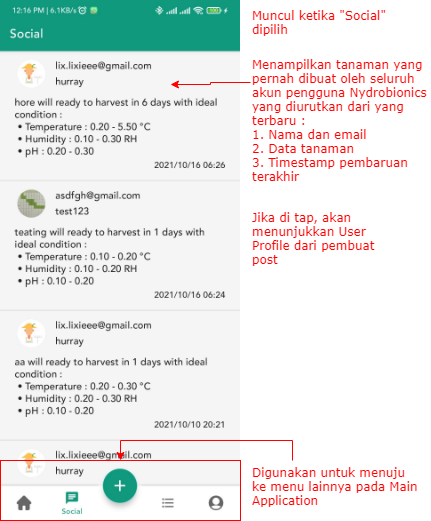 12:16 PM | 6.1KB/s
Social
lix.lixieee@gmail.com
hurray
hore will ready to harvest in 6 days with ideal
condition :
• Temperature : 0.20 - 5.50 °C
• Humidity : 0.10 - 0.30 RH
• pH : 0.20 - 0.30
2021/10/16 06:26
asdfgh@gmail.com
test123
teating will ready to harvest in 1 days with
ideal condition :
• Temperature : 0.10 - 0.20 °C
• Humidity : 0.10 - 0.20 RH
• pH : 0.10 - 0.20
2021/10/16 06:24
lix.lixieee@gmail.com
hurray
aa will ready to harvest in 1 days with ideal
condition :
• Temperature : 0.20 - 0.30 °C
• Humidity : 0.20 - 0.30 RH
• pH : 0.10 - 0.20
2021/10/10 20:21
lix.lixieee@gmail.com
hurray
Social
Muncul ketika "Social"
dipilih
Menampilkan tanaman yang
pernah dibuat oleh seluruh
akun pengguna Nydrobionics
yang diurutkan dari yang
terbaru :
1. Nama dan email
2. Data tanaman
3. Timestamp pembaruan
terakhir
Jika di tap, akan
menunjukkan User
Profile dari pembuat
post
Digunakan untuk menuju
ke menu lainnya pada Main
Application